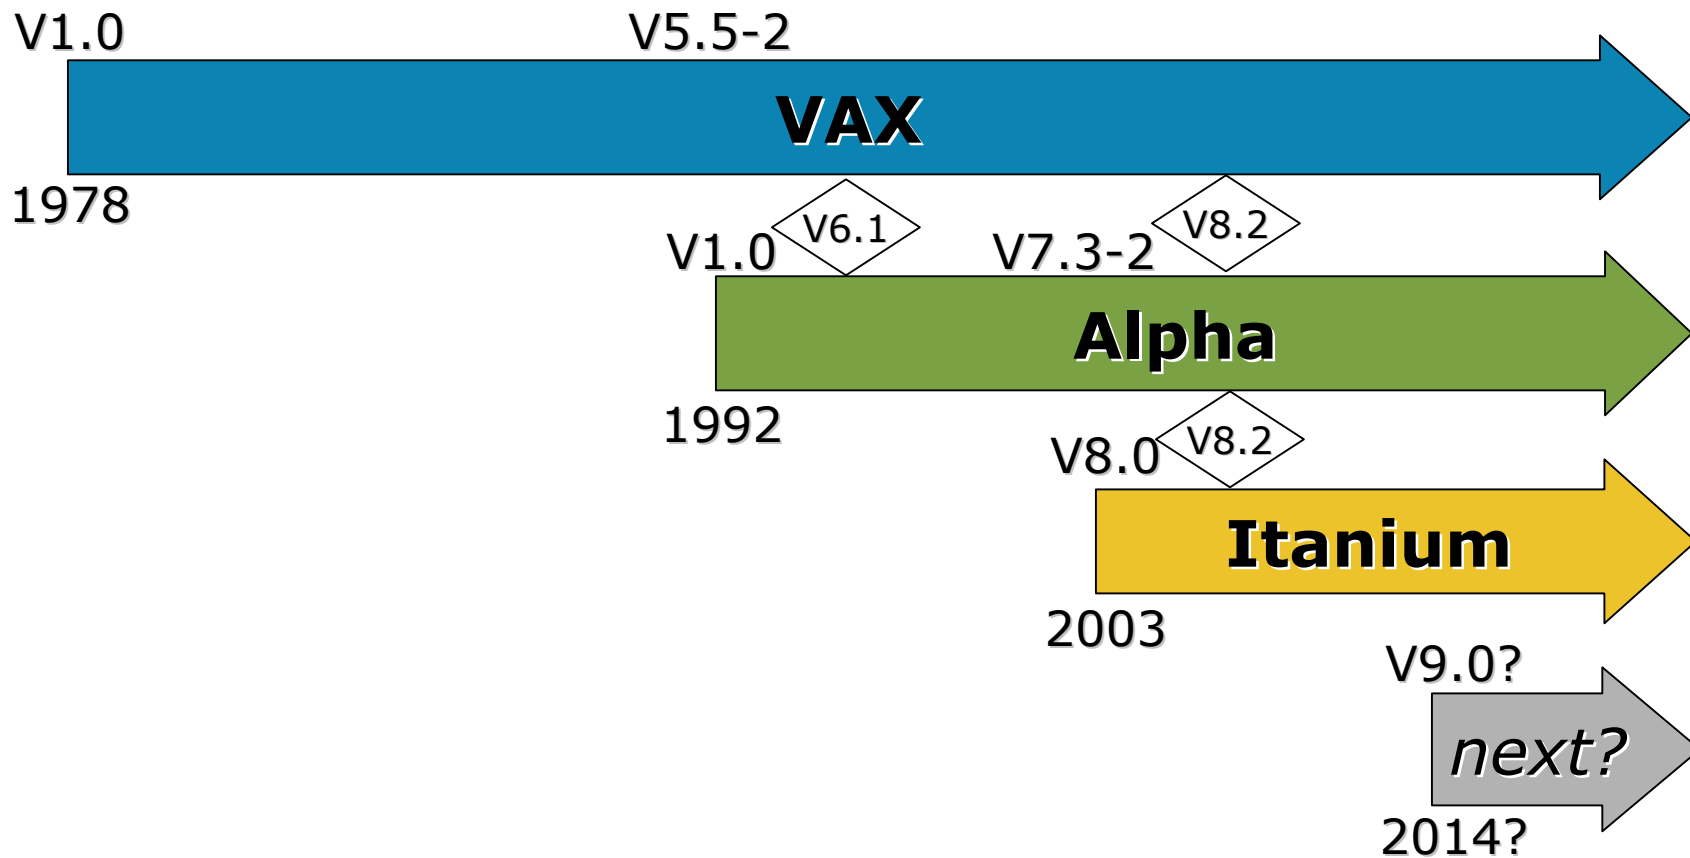 V1.0
V5.5-2
VAX
1978
V6.1
V8.2
V1.0
V7.3-2
Alpha
1992
V8.2
V8.0
Itanium
2003
V9.0?
next?
2014?